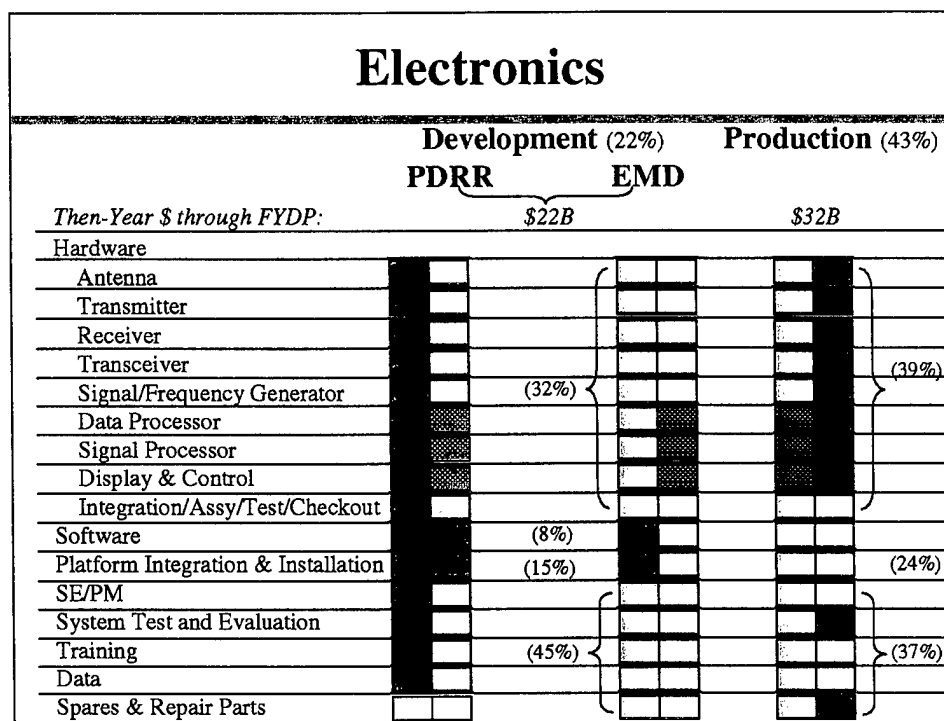 Electronics
Development (22%) Production (43%)
PDRR EMD
Then-Year $ through FYDP: $22B $32B
Hardware
Antenna
Transmitter
Receiver
Transceiver (39%)
Signal/Frequency Generator (32%)
Data Processor
Signal Processor
Display & Control
Integration/Assy/Test/Checkout
Software (8%)
Platform Integration & Installation (15%) (24%)
SE/PM
System Test and Evaluation
Training (45%) (37%)
Data
Spares & Repair Parts